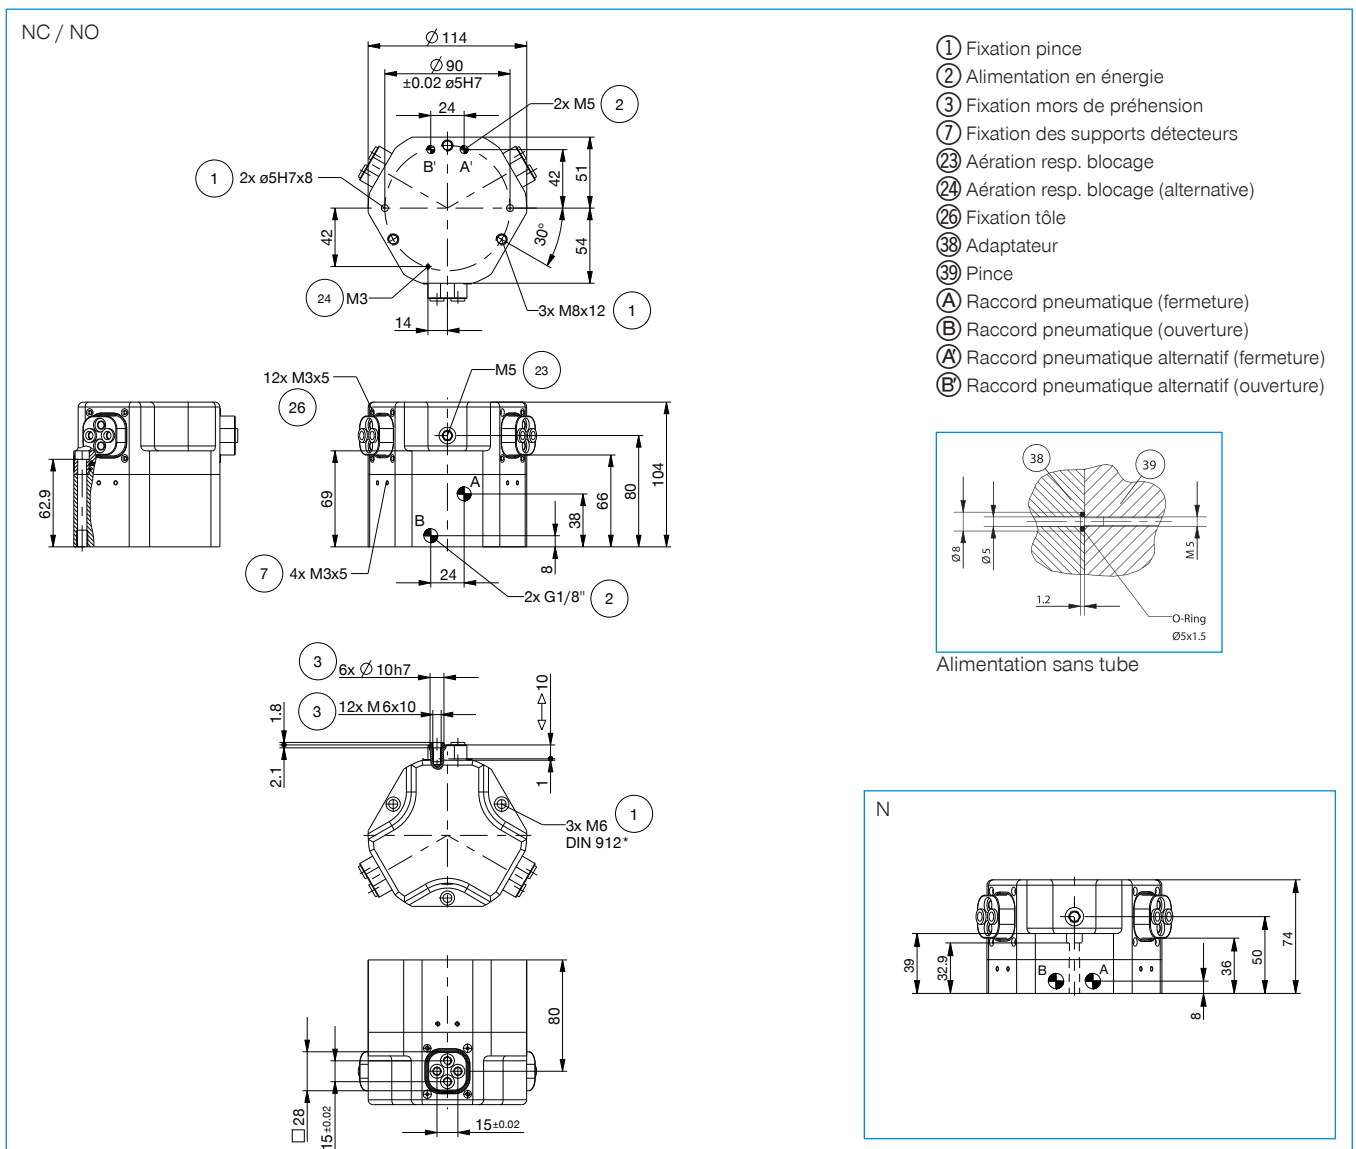 NC / NO
Ø 114
Ø 90
±0.02 ø5H7
24
2x M5 2
B' A'
1 2x ø5H7x8
42
51
42
30°
54
24 M3
14
3x M8x12 1
12x M3x5
26
M5 23
62.9
69
A
B
38
66
80
104
8
7 4x M3x5
24
2x G1/8" 2
3 6x Ø 10h7
3 12x M6x10
1.8
2.1
10
1
3x M6 1
DIN 912*
80
□28
15±0.02
15±0.02
1 Fixation pince
2 Alimentation en énergie
3 Fixation mors de préhension
7 Fixation des supports détecteurs
23 Aération resp. blocage
24 Aération resp. blocage (alternative)
26 Fixation tôle
38 Adaptateur
39 Pince
A Raccord pneumatique (fermeture)
B Raccord pneumatique (ouverture)
A' Raccord pneumatique alternatif (fermeture)
B' Raccord pneumatique alternatif (ouverture)
38
39
Ø8
Ø5
M5
1.2
O-Ring
Ø5x1.5
Alimentation sans tube
N
39
32.9
B A
8
36
50
74